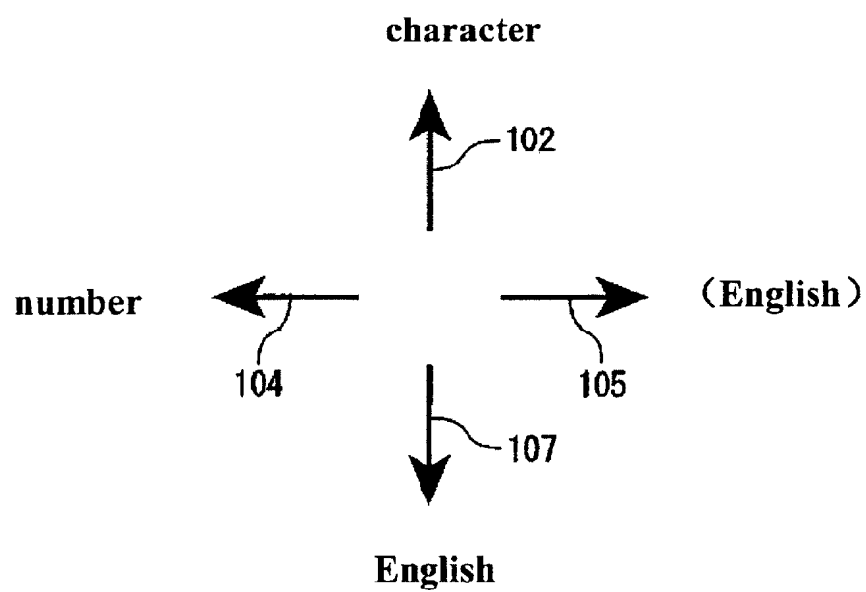 character
102
number
（English）
104
105
107
English